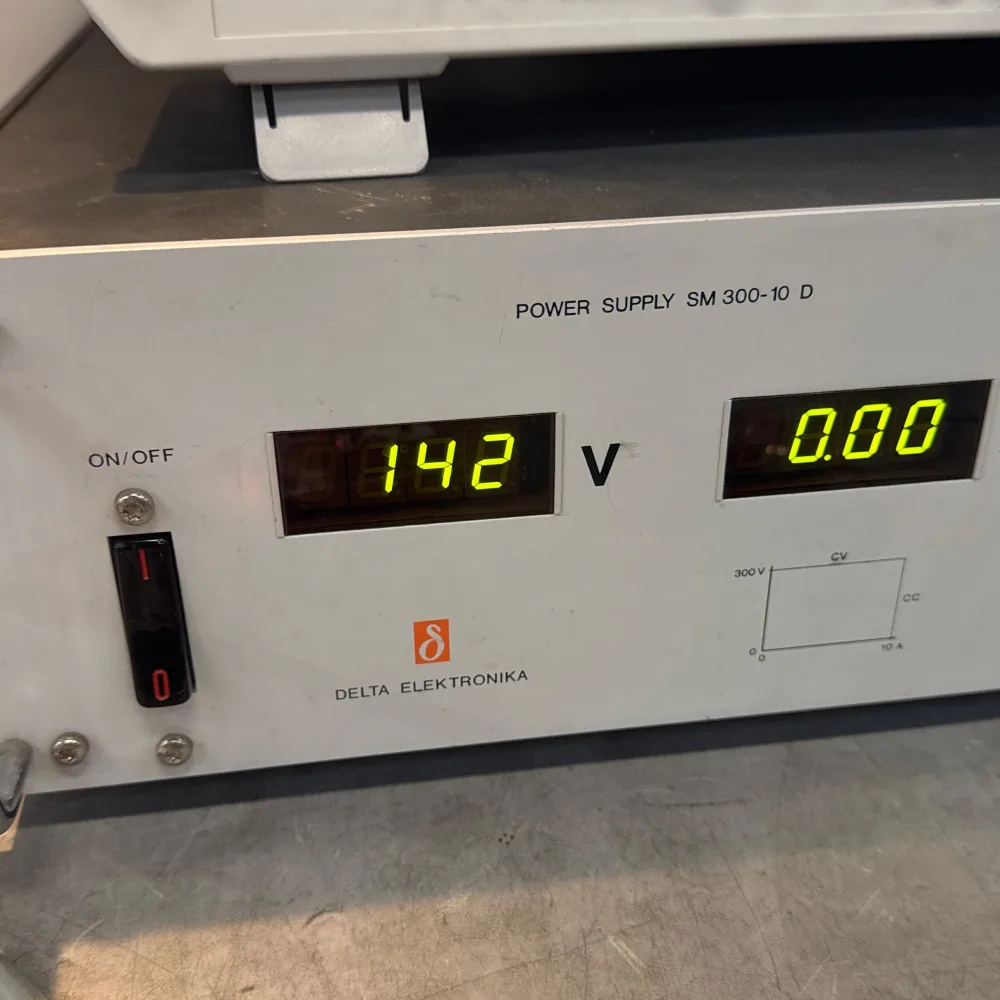 POWER SUPPLY SM 300-10 D
ON/OFF
142 V
0.00
I
0
CV
300 V
CC
0
0
10 A
δ
DELTA ELEKTRONIKA